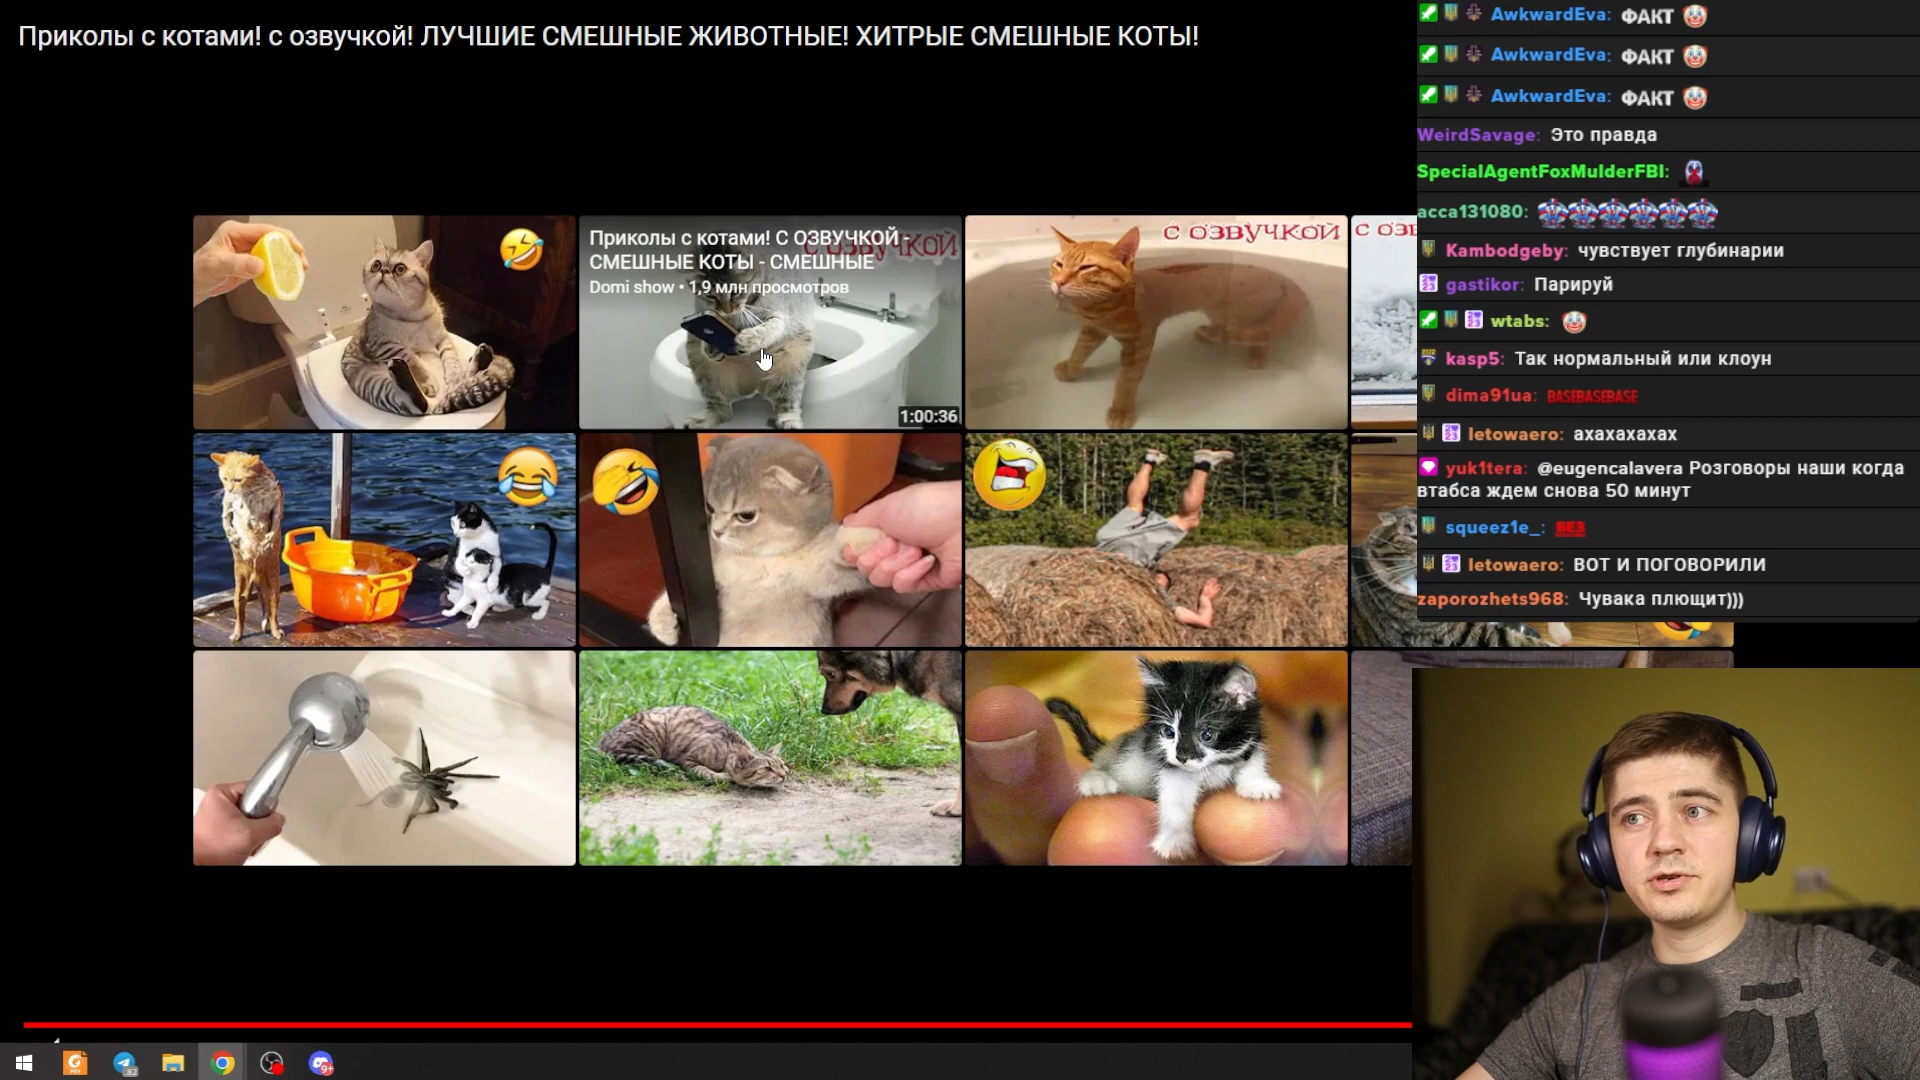 Приколы с котами! с озвучкой! ЛУЧШИЕ СМЕШНЫЕ ЖИВОТНЫЕ! ХИТРЫЕ СМЕШНЫЕ КОТЫ!
Приколы с котами! С ОЗВУЧКОЙ -
СМЕШНЫЕ КОТЫ - СМЕШНЫЕ
Domi show • 1,9 млн просмотров
1:00:36
с озвучкой
с
AwkwardEva: ФАКТ
AwkwardEva: ФАКТ
AwkwardEva: ФАКТ
WeirdSavage: Это правда
SpecialAgentFoxMulderFBI:
acca131080:
Kambodgeby: чувствует глубинарии
gastikor: Парируй
wtabs:
kasp5: Так нормальный или клоун
dima91ua: BASEBASEBASE
letowaero: ахахахахах
yuk1tera: @eugencalavera Розговоры наши когда
втабса ждем снова 50 минут
squeez1e_: БЕЗ
letowaero: ВОТ И ПОГОВОРИЛИ
zaporozhets968: Чувака плющит)))
82
9+